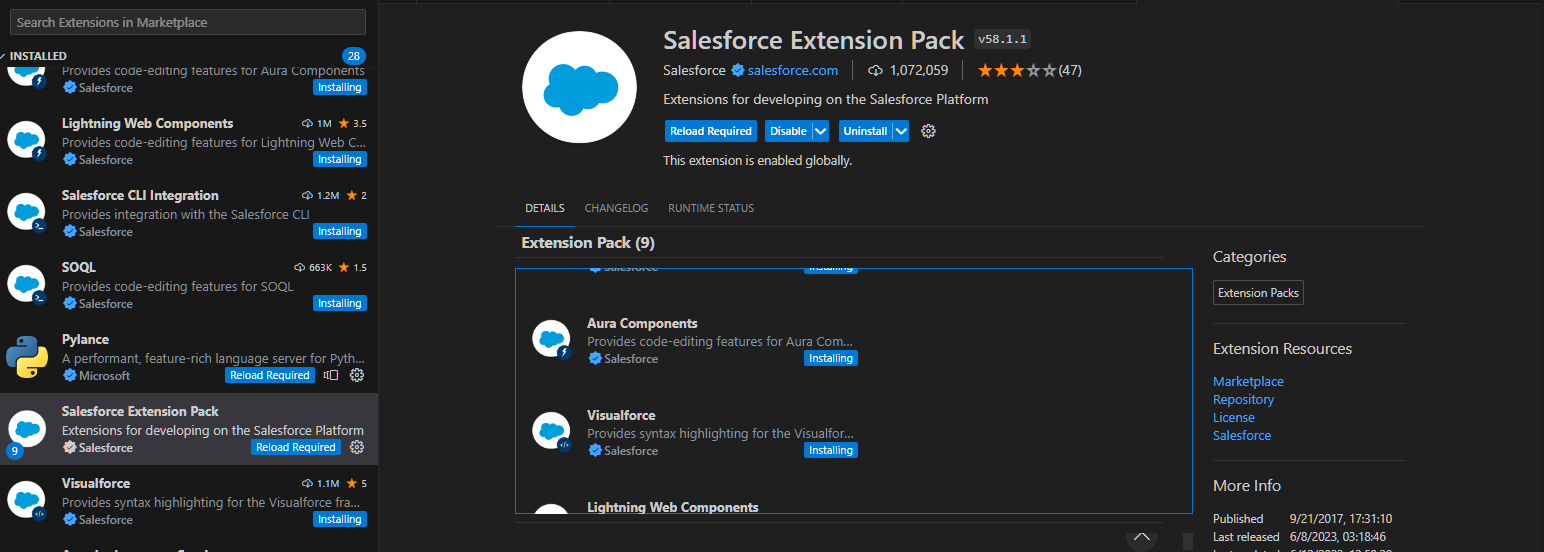 Search Extensions in Marketplace
INSTALLED
28
Provides code-editing features for Aura Components
Salesforce
Installing
Lightning Web Components
1M ★ 3.5
Provides code-editing features for Lightning Web C...
Salesforce
Installing
Salesforce CLI Integration
1.2M ★ 2
Provides integration with the Salesforce CLI
Salesforce
Installing
SOQL
663K ★ 1.5
Provides code-editing features for SOQL
Salesforce
Installing
Pylance
A performant, feature-rich language server for Pyth...
Microsoft
Reload Required
Salesforce Extension Pack
Extensions for developing on the Salesforce Platform
9
Salesforce
Reload Required
Visualforce
1.1M ★ 5
Provides syntax highlighting for the Visualforce fra...
Salesforce
Installing
Salesforce Extension Pack v58.1.1
Salesforce salesforce.com 1,072,059 ★★★☆☆(47)
Extensions for developing on the Salesforce Platform
Reload Required Disable Uninstall
This extension is enabled globally.
DETAILS CHANGELOG RUNTIME STATUS
Extension Pack (9)
Salesforce
Installing
Aura Components
Provides code-editing features for Aura Com...
Salesforce
Installing
Visualforce
Provides syntax highlighting for the Visualfor...
Salesforce
Installing
Lightning Web Components
Categories
Extension Packs
Extension Resources
Marketplace
Repository
License
Salesforce
More Info
Published 9/21/2017, 17:31:10
Last released 6/8/2023, 03:18:46